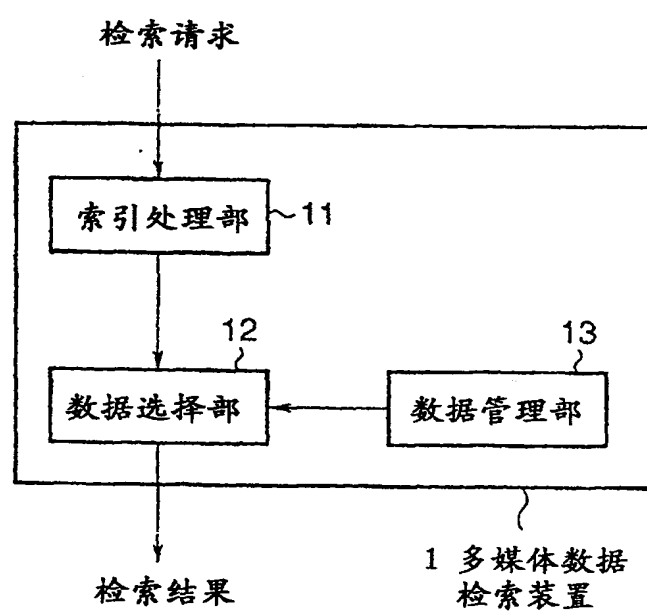 检索请求
索引处理部 11
12
13
数据选择部
数据管理部
1 多媒体数据
检索装置
检索结果